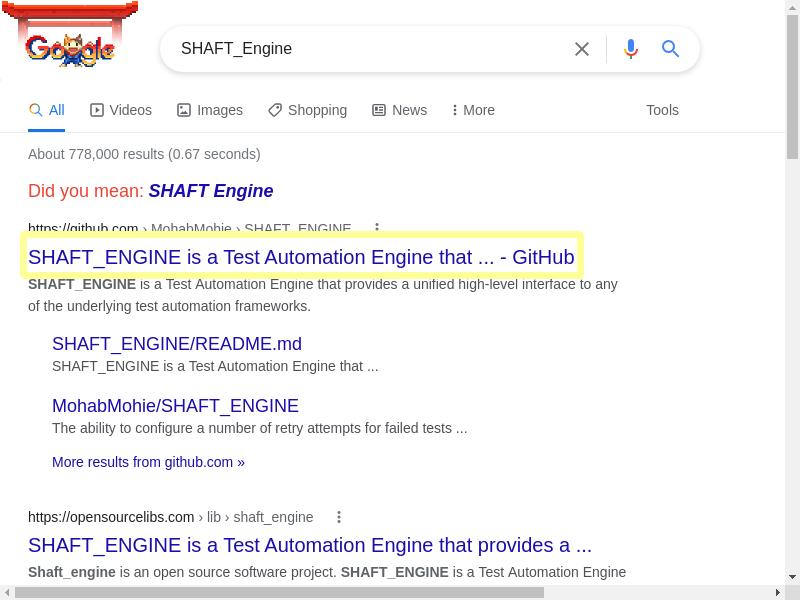 Google
SHAFT_Engine
All Videos Images Shopping News More Tools
About 778,000 results (0.67 seconds)
Did you mean: SHAFT Engine
https://github.com › MohabMohie › SHAFT_ENGINE
SHAFT_ENGINE is a Test Automation Engine that ... - GitHub
SHAFT_ENGINE is a Test Automation Engine that provides a unified high-level interface to any
of the underlying test automation frameworks.
SHAFT_ENGINE/README.md
SHAFT_ENGINE is a Test Automation Engine that ...
MohabMohie/SHAFT_ENGINE
The ability to configure a number of retry attempts for failed tests ...
More results from github.com »
https://opensourcelibs.com › lib › shaft_engine
SHAFT_ENGINE is a Test Automation Engine that provides a ...
Shaft_engine is an open source software project. SHAFT_ENGINE is a Test Automation Engine